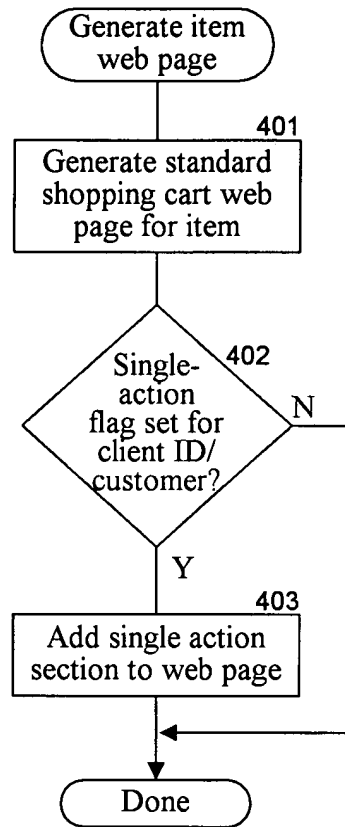 Generate item
web page
401
Generate standard
shopping cart web
page for item
402
Single-
action
flag set for
client ID/
customer?
N
Y
403
Add single action
section to web page
Done